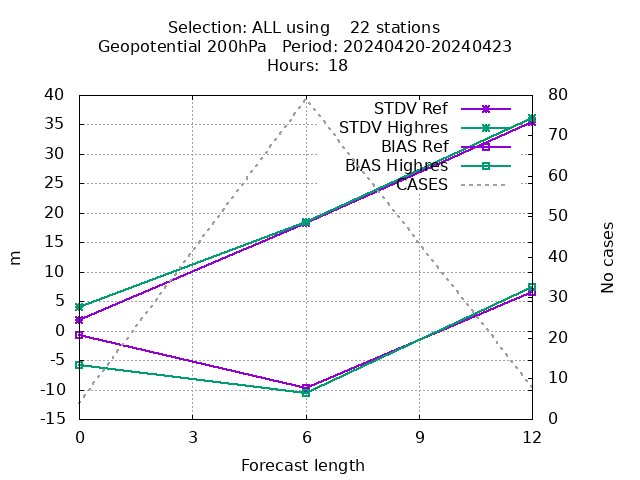 Selection: ALL using    22 stations
Geopotential 200hPa   Period: 20240420-20240423
Hours:  18
40
35
30
25
20
15
10
5
0
-5
-10
-15
m
80
70
60
50
40
30
20
10
0
No cases
STDV Ref
STDV Highres
BIAS Ref
BIAS Highres
CASES
0 3 6 9 12
Forecast length